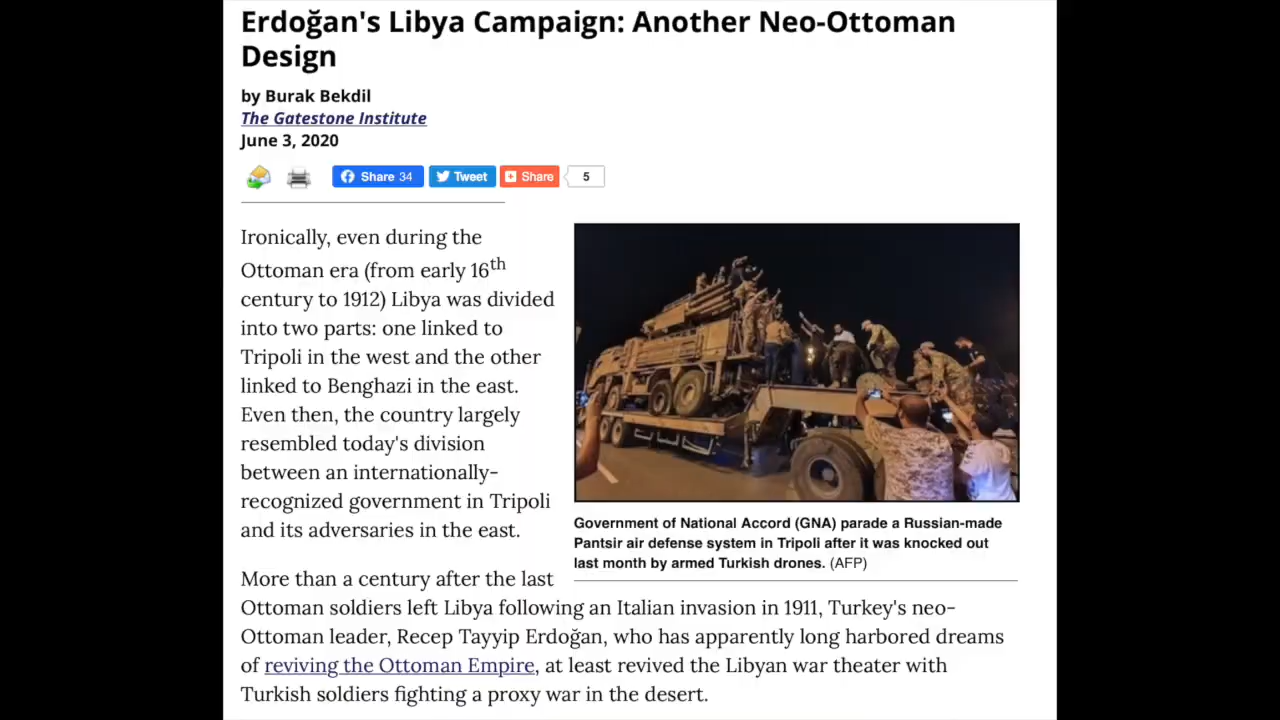 Erdoğan's Libya Campaign: Another Neo-Ottoman
Design
by Burak Bekdil
The Gatestone Institute
June 3, 2020
Share 34
Tweet
Share
5
Ironically, even during the
Ottoman era (from early 16th
century to 1912) Libya was divided
into two parts: one linked to
Tripoli in the west and the other
linked to Benghazi in the east.
Even then, the country largely
resembled today's division
between an internationally-
recognized government in Tripoli
and its adversaries in the east.
Government of National Accord (GNA) parade a Russian-made
Pantsir air defense system in Tripoli after it was knocked out
last month by armed Turkish drones. (AFP)
More than a century after the last
Ottoman soldiers left Libya following an Italian invasion in 1911, Turkey's neo-
Ottoman leader, Recep Tayyip Erdoğan, who has apparently long harbored dreams
of reviving the Ottoman Empire, at least revived the Libyan war theater with
Turkish soldiers fighting a proxy war in the desert.